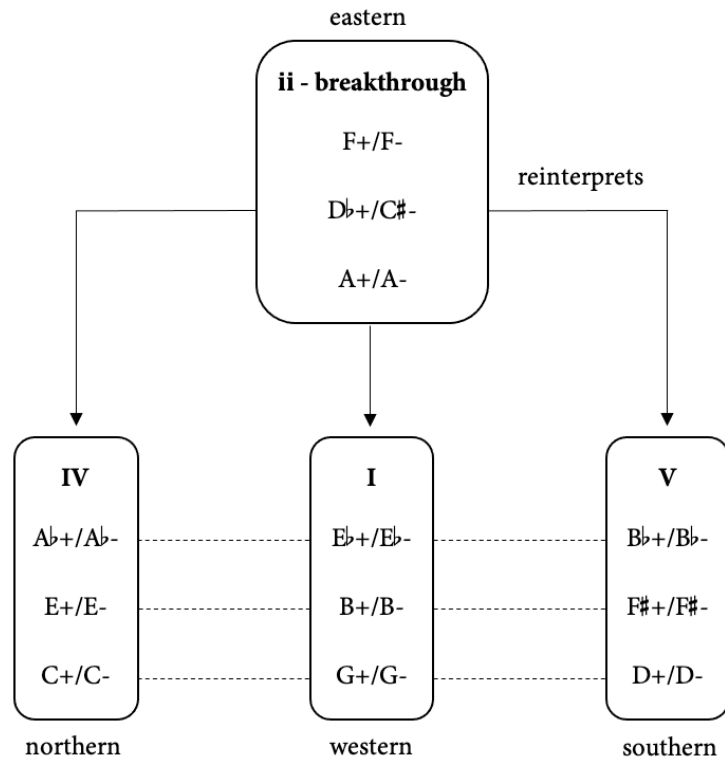 eastern
ii - breakthrough
F+/F-
reinterprets
D♭+/C♯-
A+/A-
IV I V
A♭+/A♭- E♭+/E♭- B♭+/B♭-
E+/E- B+/B- F♯+/F♯-
C+/C- G+/G- D+/D-
northern western southern